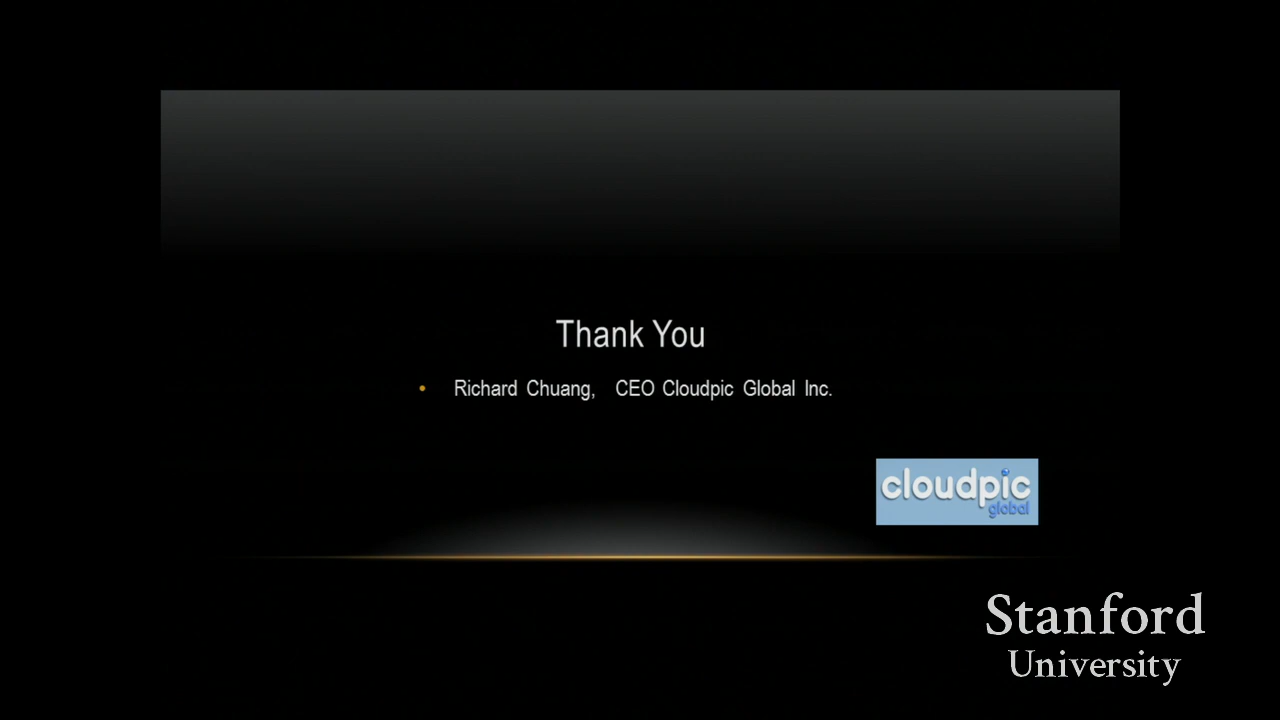 Thank You
• Richard Chuang, CEO Cloudpic Global Inc.
cloudpic
global
Stanford
University